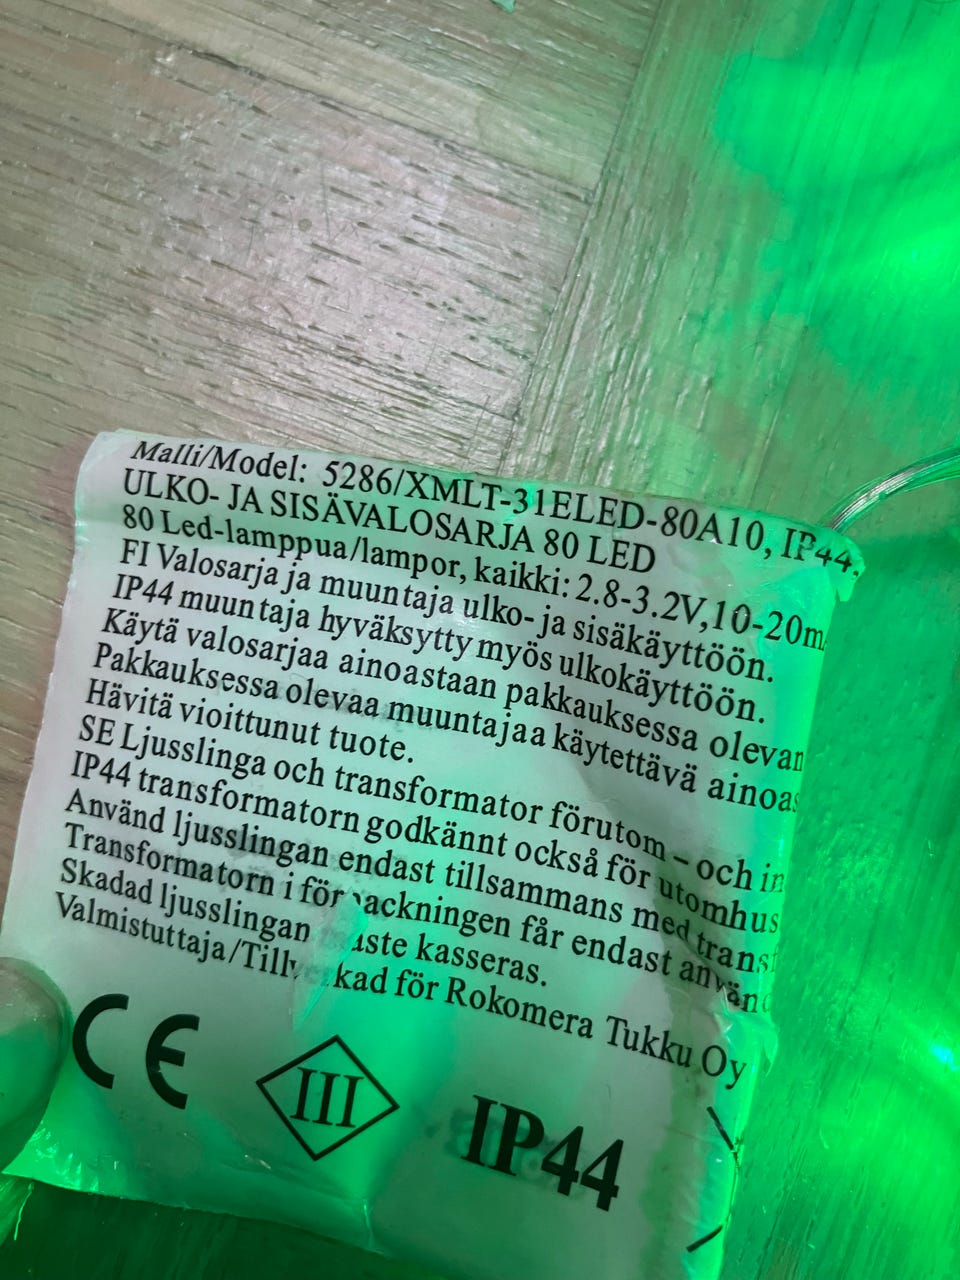 Malli/Model: 5286/XMLT-31ELED-80A10, IP44.
ULKO- JA SISÄVALOSARJA 80 LED
80 Led-lamppua/lampor, kaikki: 2.8-3.2V,10-20m
FI Valosarja ja muuntaja ulko- ja sisäkäyttöön.
IP44 muuntaja hyväksytty myös ulkokäyttöön.
Käytä valosarjaa ainoastaan pakkauksessa olevan
Pakkauksessa olevaa muuntajaa käytettävä ainoas
Hävitä vioittunut tuote.
SE Ljusslinga och transformator förutom – och in
IP44 transformatorn godkännt också för utomhus
Använd ljusslingan endast tillsammans med transf
Transformatorn i förpackningen får endast använd
Skadad ljusslingan måste kasseras.
Valmistuttaja/Tillverkad för Rokomera Tukku Oy
CE
III
IP44